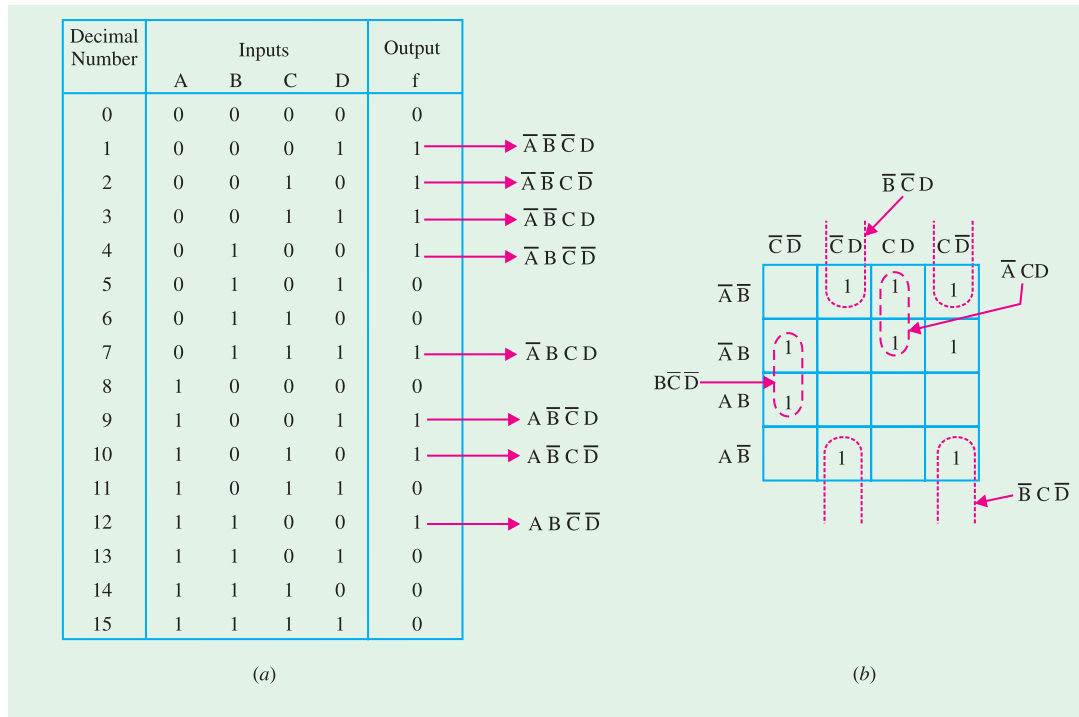 Decimal Number Inputs Output
A B C D f
0 0 0 0 0 0
1 0 0 0 1 1 A̅ B̅ C̅ D
2 0 0 1 0 1 A̅ B̅ C D̅
3 0 0 1 1 1 A̅ B̅ C D
4 0 1 0 0 1 A̅ B C̅ D̅
5 0 1 0 1 0
6 0 1 1 0 0
7 0 1 1 1 1 A̅ B C D
8 1 0 0 0 0
9 1 0 0 1 1 A B̅ C̅ D
10 1 0 1 0 1 A B̅ C D̅
11 1 0 1 1 0
12 1 1 0 0 1 A B C̅ D̅
13 1 1 0 1 0
14 1 1 1 0 0
15 1 1 1 1 0
(a)
B̅ C̅ D
C̅ D̅ C̅ D C D C D̅
A̅ CD
A̅ B̅ 1 1 1
A̅ B 1 1 1
BC̅ D̅
A B 1
A B̅ 1 1
B̅ C D̅
(b)